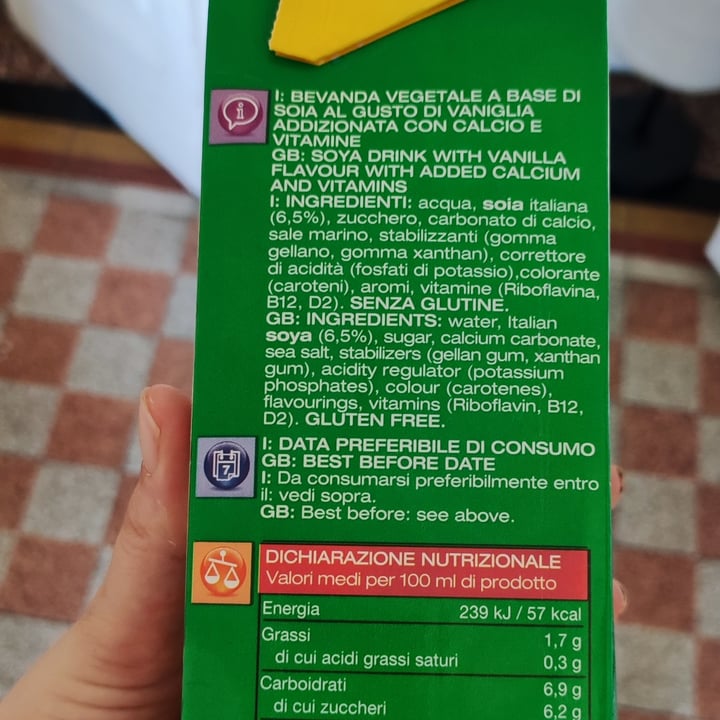 I: BEVANDA VEGETALE A BASE DI
SOIA AL GUSTO DI VANIGLIA
ADDIZIONATA CON CALCIO E
VITAMINE
GB: SOYA DRINK WITH VANILLA
FLAVOUR WITH ADDED CALCIUM
AND VITAMINS
I: INGREDIENTI: acqua, soia italiana
(6,5%), zucchero, carbonato di calcio,
sale marino, stabilizzanti (gomma
gellano, gomma xanthan), correttore
di acidità (fosfati di potassio),colorante
(caroteni), aromi, vitamine (Riboflavina,
B12, D2). SENZA GLUTINE.
GB: INGREDIENTS: water, Italian
soya (6,5%), sugar, calcium carbonate,
sea salt, stabilizers (gellan gum, xanthan
gum), acidity regulator (potassium
phosphates), colour (carotenes),
flavourings, vitamins (Riboflavin, B12,
D2). GLUTEN FREE.
7
I: DATA PREFERIBILE DI CONSUMO
GB: BEST BEFORE DATE
I: Da consumarsi preferibilmente entro
il: vedi sopra.
GB: Best before: see above.
DICHIARAZIONE NUTRIZIONALE
Valori medi per 100 ml di prodotto
Energia 239 kJ / 57 kcal
Grassi 1,7 g
di cui acidi grassi saturi 0,3 g
Carboidrati 6,9 g
di cui zuccheri 6,2 g